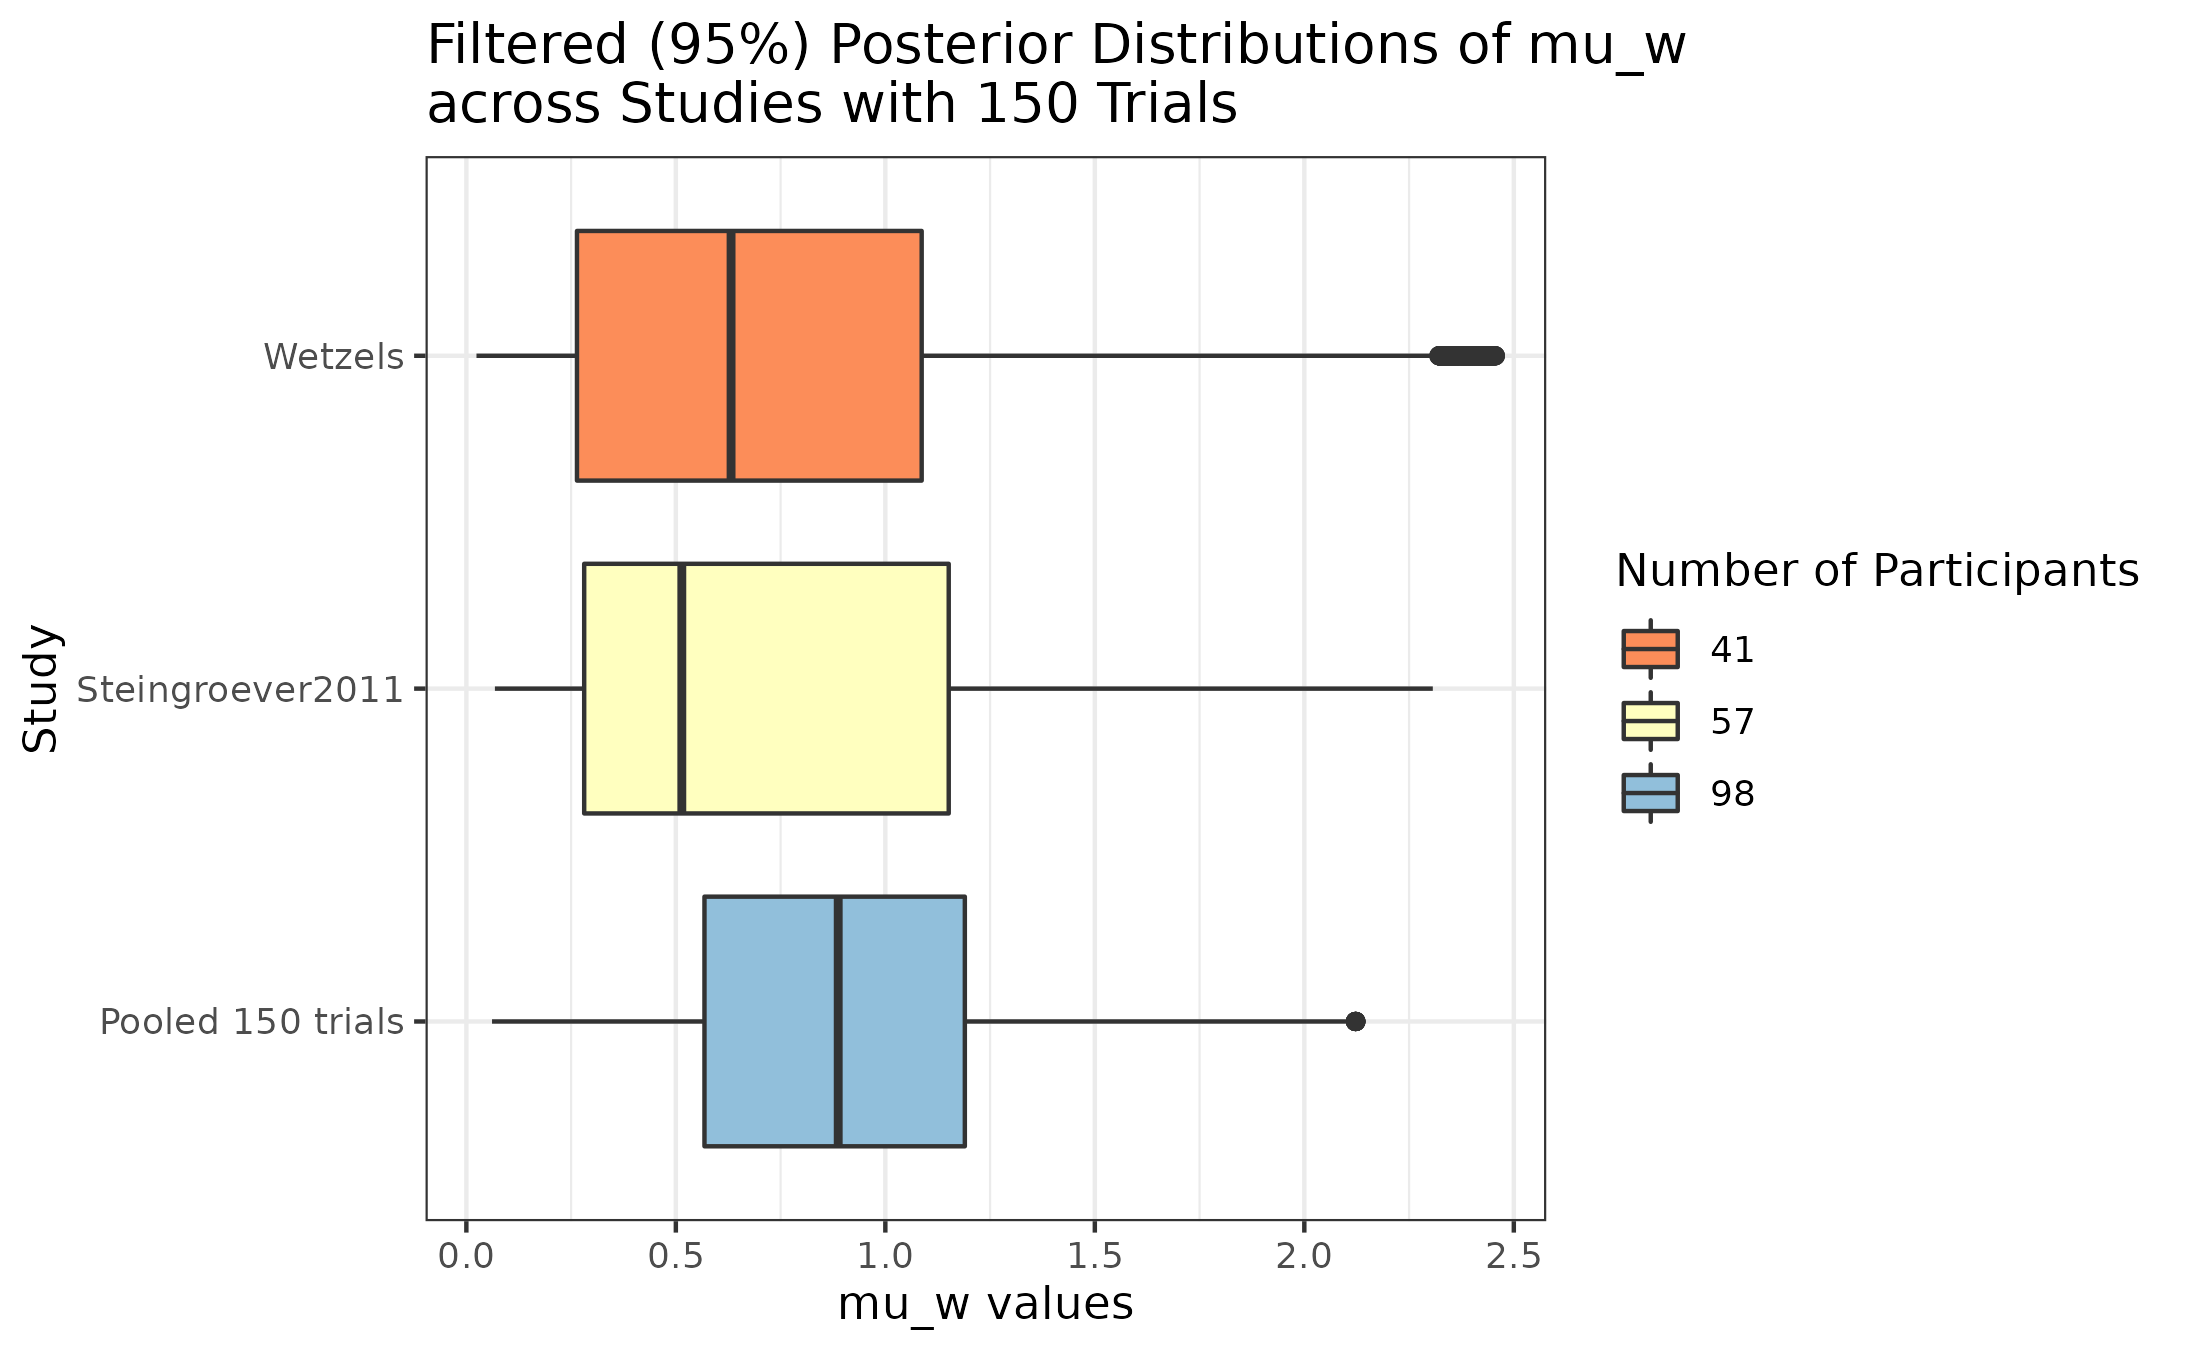 Filtered (95%) Posterior Distributions of mu_w
across Studies with 150 Trials
Study
Wetzels
Steingroever2011
Pooled 150 trials
0.0 0.5 1.0 1.5 2.0 2.5
mu_w values
Number of Participants
41
57
98